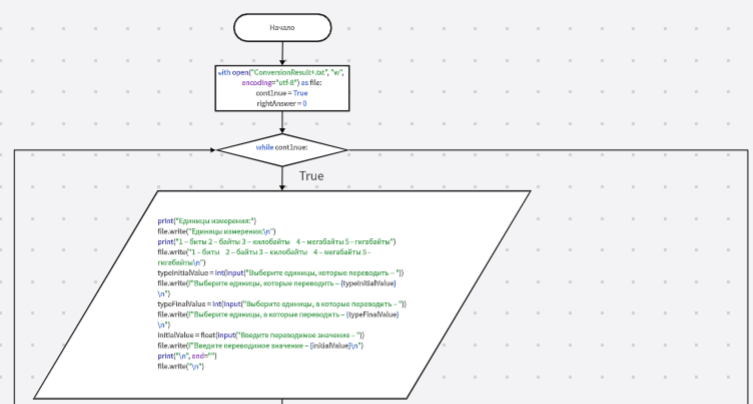 Начало
with open("ConversionResult+.txt", "w",
encoding="utf-8") as file:
cont1nue = True
rightAnswer = 0
while cont1nue:
True
print("Единицы измерения:")
file.write("Единицы измерения:\n")
print("1 – биты 2 – байты 3 – килобайты 4 – мегабайты 5 - гигабайты")
file.write("1 – биты 2 – байты 3 – килобайты 4 – мегабайты 5 -
гигабайты\n")
typeInitialValue = int(input("Выберите единицы, которые переводить – "))
file.write(f"Выберите единицы, которые переводить – {typeInitialValue}
\n")
typeFinalValue = int(input("Выберите единицы, в которые переводить – "))
file.write(f"Выберите единицы, в которые переводить – {typeFinalValue}
\n")
initialValue = float(input("Введите переводимое значение – "))
file.write(f"Введите переводимое значение – {initialValue}\n")
print("\n", end="")
file.write("\n")